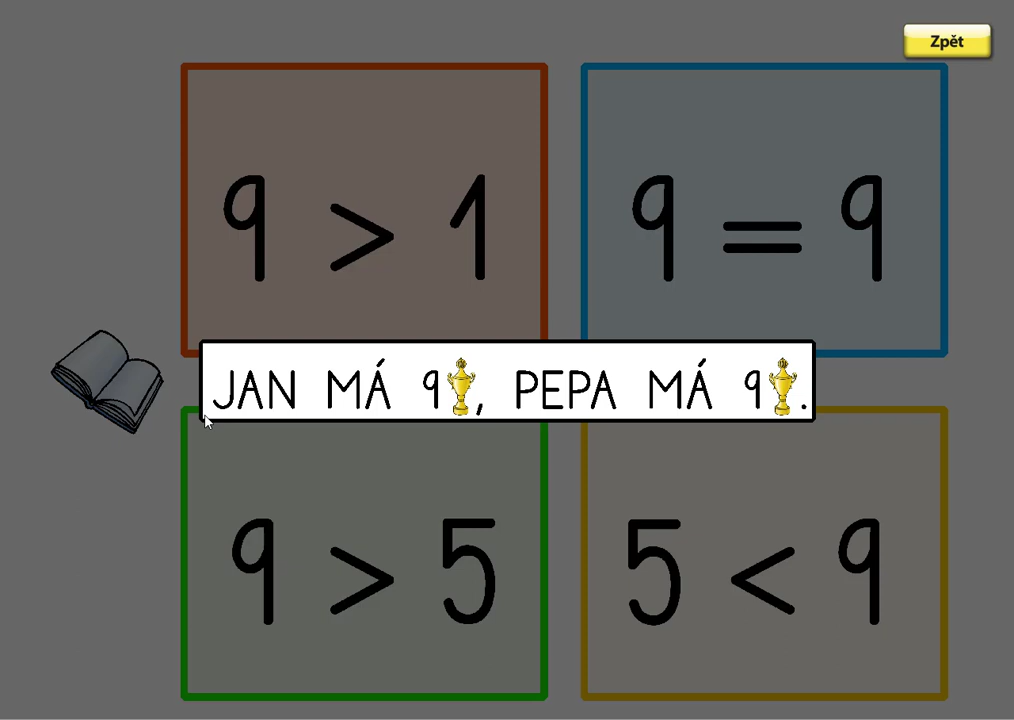 Zpět
9 > 1
9 = 9
JAN MÁ 9, PEPA MÁ 9.
9 > 5
5 < 9